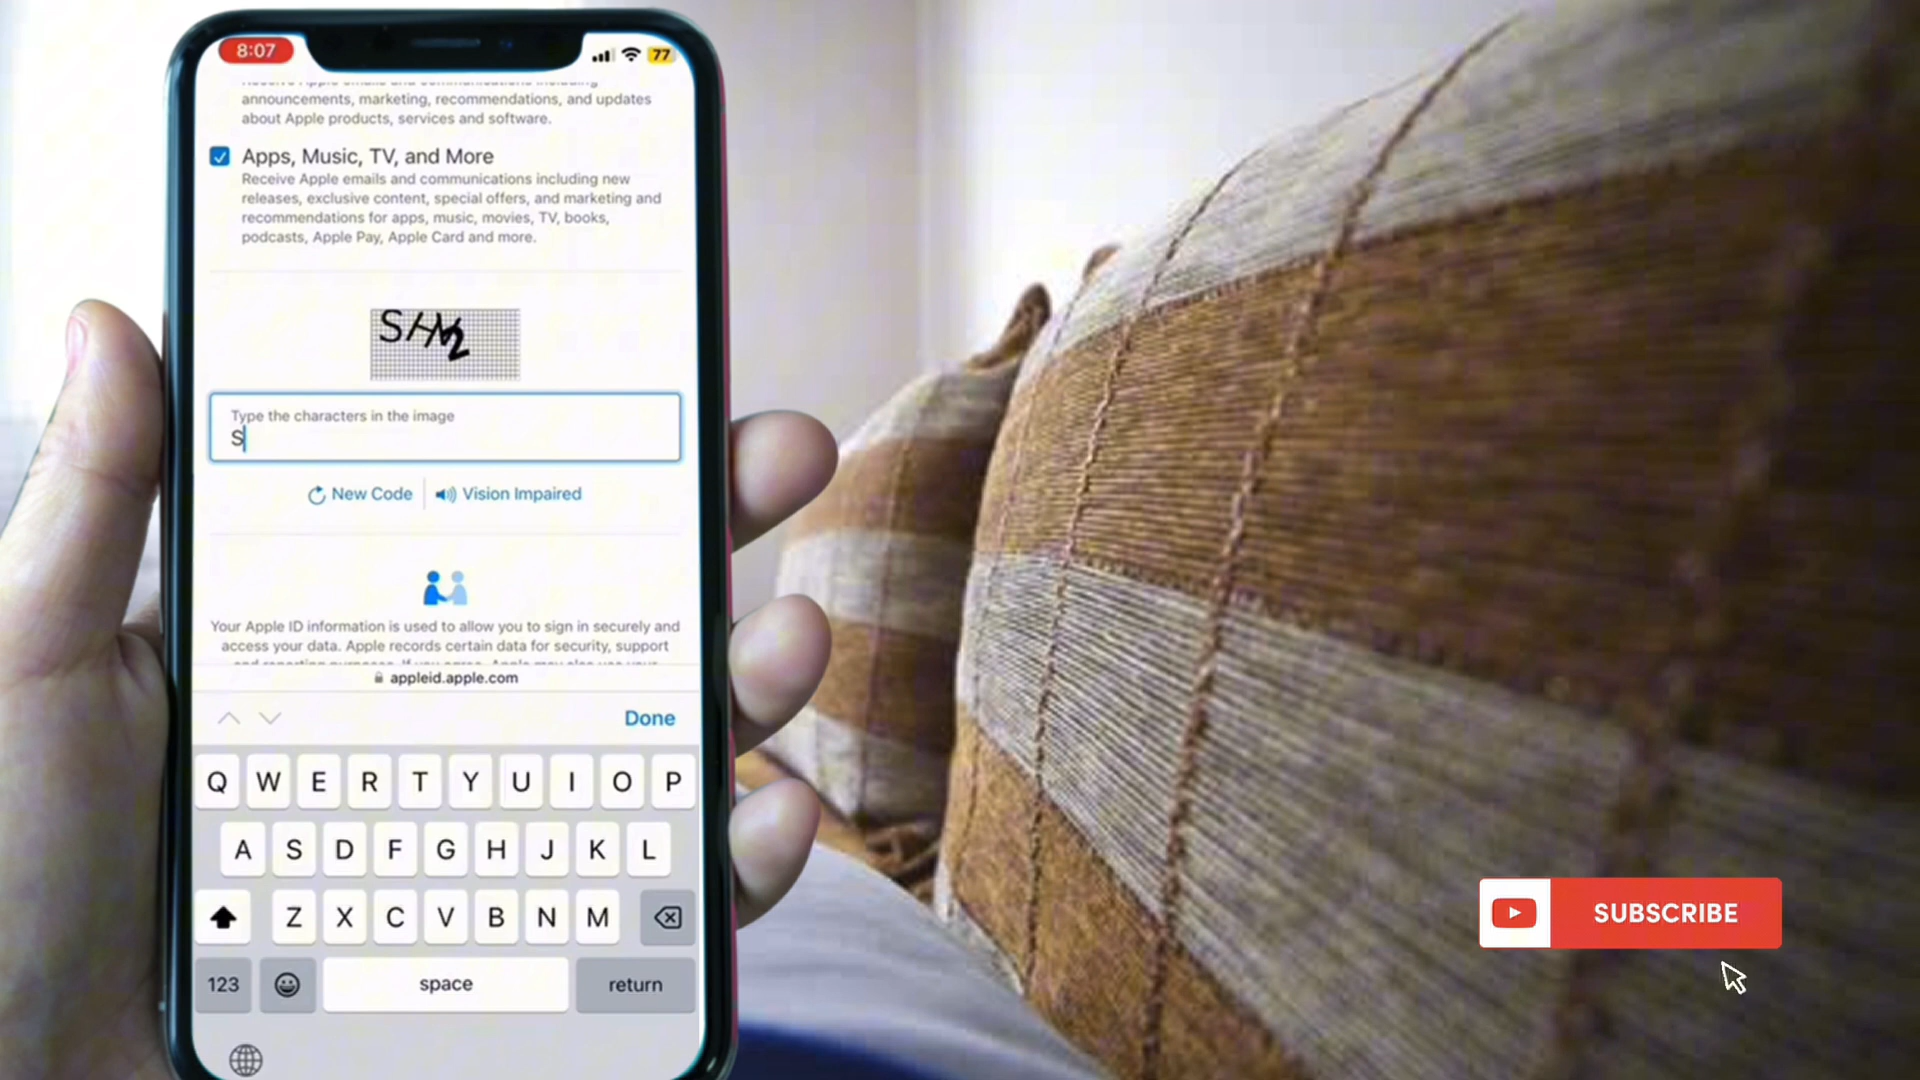 8:07
77
announcements, marketing, recommendations, and updates
about Apple products, services and software.
Apps, Music, TV, and More
Receive Apple emails and communications including new
releases, exclusive content, special offers, and marketing and
recommendations for apps, music, movies, TV, books,
podcasts, Apple Pay, Apple Card and more.
Type the characters in the image
S
New Code
Vision Impaired
Your Apple ID information is used to allow you to sign in securely and
access your data. Apple records certain data for security, support
appleid.apple.com
Done
Q W E R T Y U I O P
A S D F G H J K L
Z X C V B N M
123
space
return
SUBSCRIBE